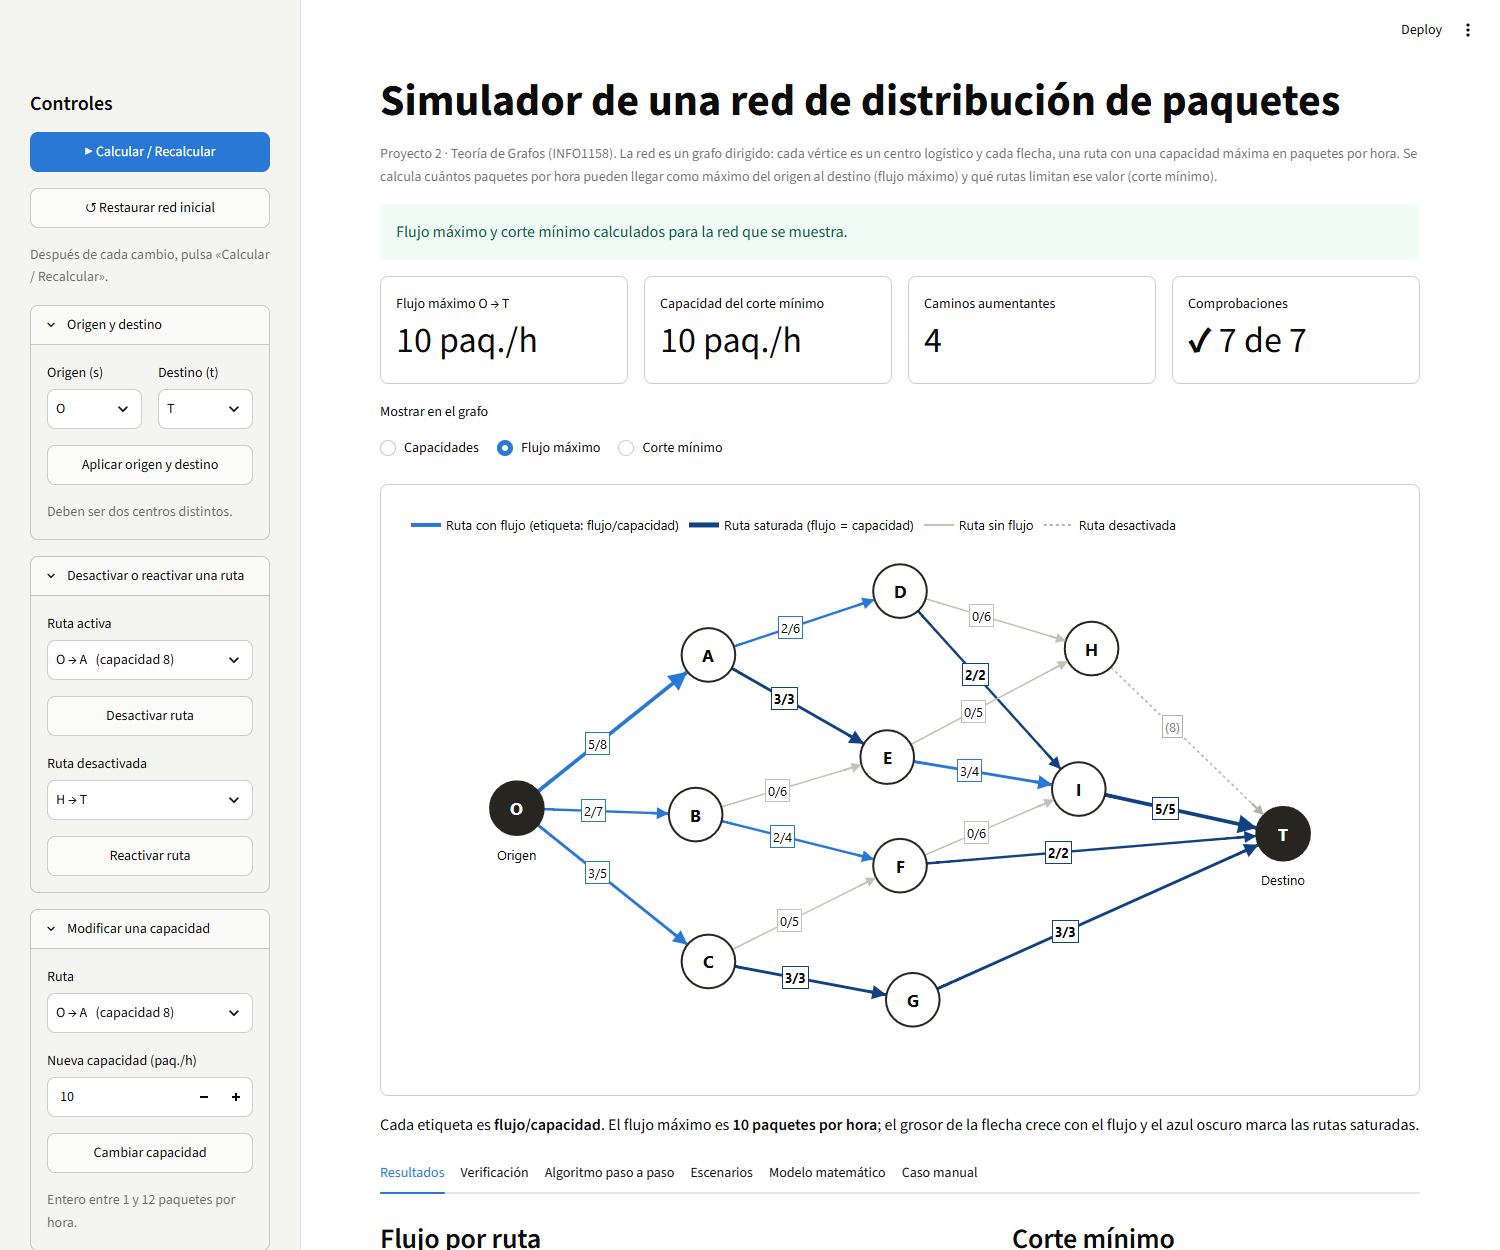 Deploy
Controles
▶ Calcular / Recalcular
↺ Restaurar red inicial
Después de cada cambio, pulsa «Calcular
/ Recalcular».
Origen y destino
Origen (s)
Destino (t)
O
T
Aplicar origen y destino
Deben ser dos centros distintos.
Desactivar o reactivar una ruta
Ruta activa
O → A (capacidad 8)
Desactivar ruta
Ruta desactivada
H → T
Reactivar ruta
Modificar una capacidad
Ruta
O → A (capacidad 8)
Nueva capacidad (paq./h)
10
Cambiar capacidad
Entero entre 1 y 12 paquetes por
hora.
Simulador de una red de distribución de paquetes
Proyecto 2 · Teoría de Grafos (INFO1158). La red es un grafo dirigido: cada vértice es un centro logístico y cada flecha, una ruta con una capacidad máxima en paquetes por hora. Se
calcula cuántos paquetes por hora pueden llegar como máximo del origen al destino (flujo máximo) y qué rutas limitan ese valor (corte mínimo).
Flujo máximo y corte mínimo calculados para la red que se muestra.
Flujo máximo O → T
10 paq./h
Capacidad del corte mínimo
10 paq./h
Caminos aumentantes
4
Comprobaciones
✓ 7 de 7
Mostrar en el grafo
Capacidades
Flujo máximo
Corte mínimo
Ruta con flujo (etiqueta: flujo/capacidad)
Ruta saturada (flujo = capacidad)
Ruta sin flujo
Ruta desactivada
D
0/6
2/6
H
A
2/2
3/3
0/5
(8)
5/8
E
3/4
I
0/6
O
2/7
B
5/5
T
2/4
0/6
Origen
2/2
F
3/5
Destino
0/5
3/3
C
3/3
G
Cada etiqueta es flujo/capacidad. El flujo máximo es 10 paquetes por hora; el grosor de la flecha crece con el flujo y el azul oscuro marca las rutas saturadas.
Resultados
Verificación
Algoritmo paso a paso
Escenarios
Modelo matemático
Caso manual
Flujo por ruta
Corte mínimo